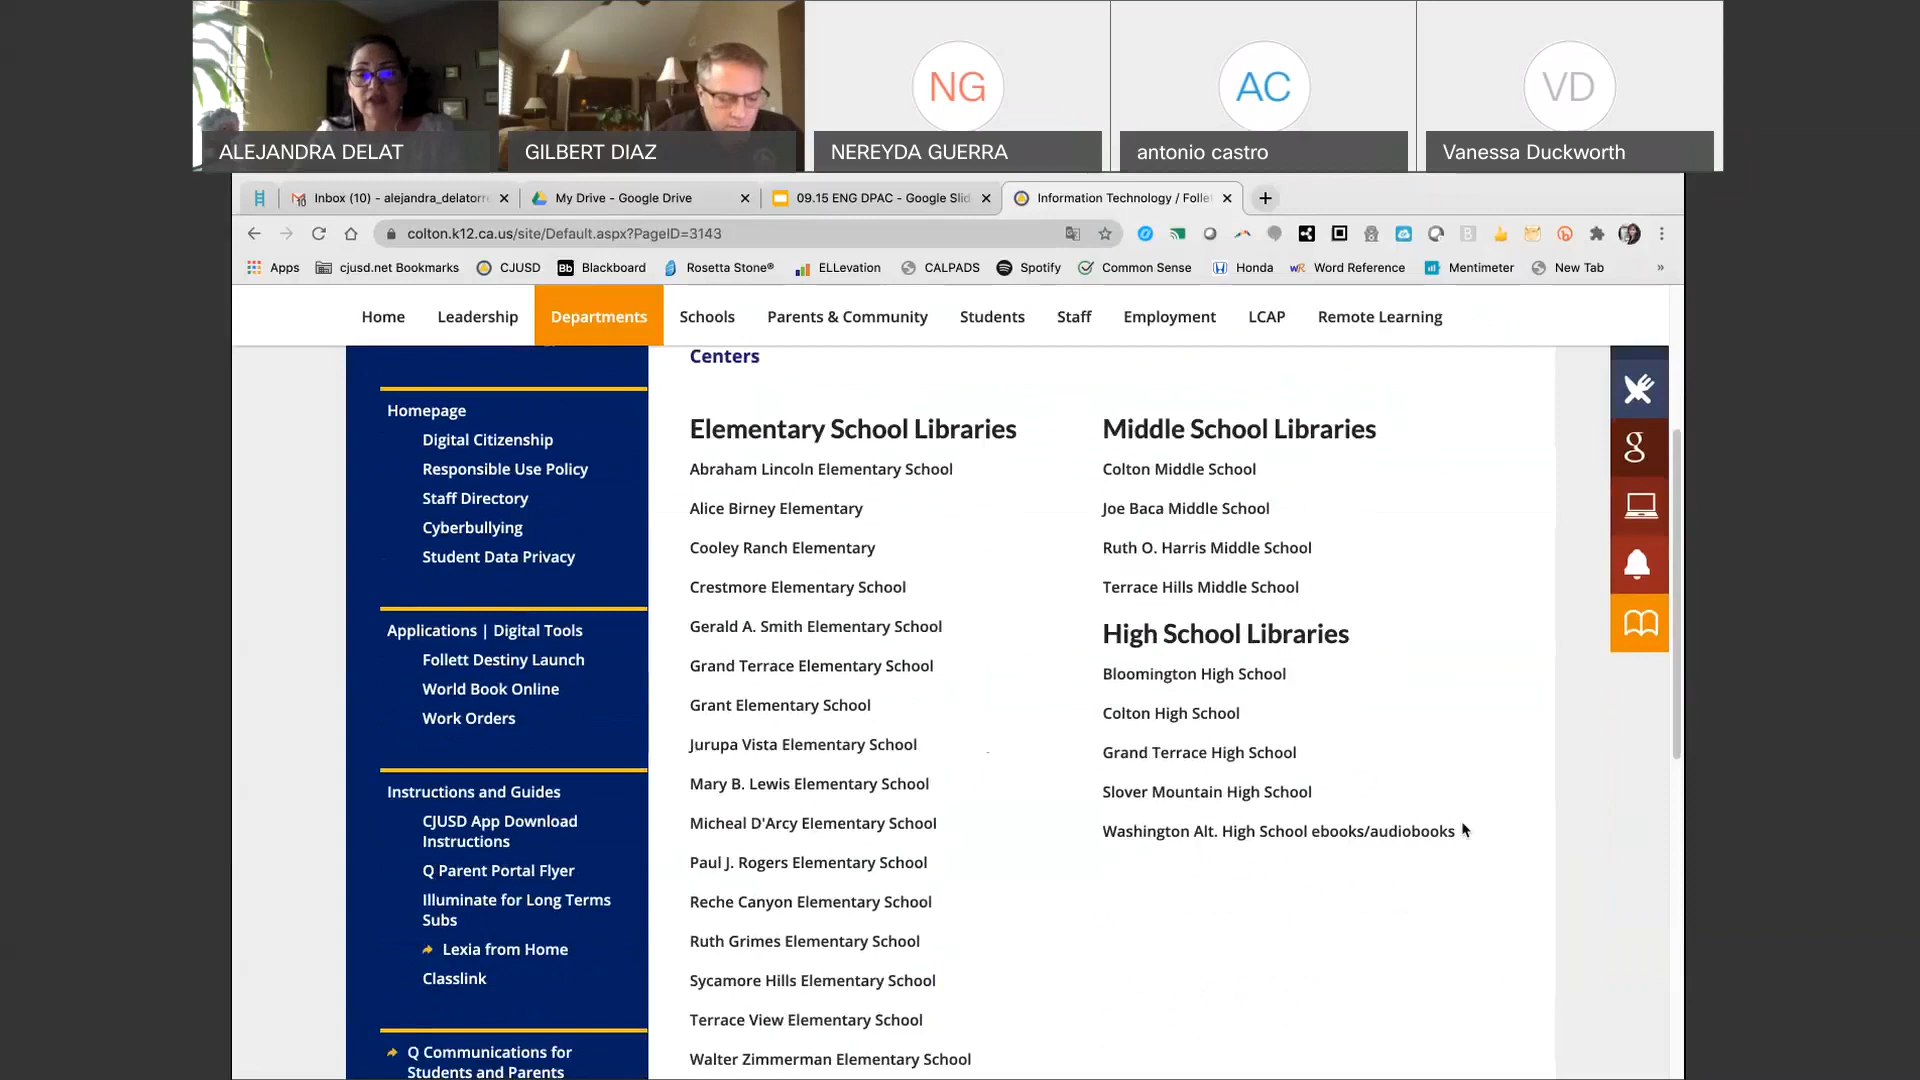 NG
AC
VD
ALEJANDRA DELAT
GILBERT DIAZ
NEREYDA GUERRA
antonio castro
Vanessa Duckworth
Inbox (10) - alejandra_delatorre
My Drive - Google Drive
09.15 ENG DPAC - Google Slid
Information Technology / Follet
colton.k12.ca.us/site/Default.aspx?PageID=3143
Apps
cjusd.net Bookmarks
CJUSD
Bb Blackboard
Rosetta Stone®
ELLevation
CALPADS
Spotify
Common Sense
Honda
WR Word Reference
Mentimeter
New Tab
»
Home
Leadership
Departments
Schools
Parents & Community
Students
Staff
Employment
LCAP
Remote Learning
Homepage
Digital Citizenship
Responsible Use Policy
Staff Directory
Cyberbullying
Student Data Privacy
Applications | Digital Tools
Follett Destiny Launch
World Book Online
Work Orders
Instructions and Guides
CJUSD App Download
Instructions
Q Parent Portal Flyer
Illuminate for Long Terms
Subs
Lexia from Home
Classlink
Q Communications for
Students and Parents
Centers
Elementary School Libraries
Abraham Lincoln Elementary School
Alice Birney Elementary
Cooley Ranch Elementary
Crestmore Elementary School
Gerald A. Smith Elementary School
Grand Terrace Elementary School
Grant Elementary School
Jurupa Vista Elementary School
Mary B. Lewis Elementary School
Micheal D'Arcy Elementary School
Paul J. Rogers Elementary School
Reche Canyon Elementary School
Ruth Grimes Elementary School
Sycamore Hills Elementary School
Terrace View Elementary School
Walter Zimmerman Elementary School
Middle School Libraries
Colton Middle School
Joe Baca Middle School
Ruth O. Harris Middle School
Terrace Hills Middle School
High School Libraries
Bloomington High School
Colton High School
Grand Terrace High School
Slover Mountain High School
Washington Alt. High School ebooks/audiobooks
g